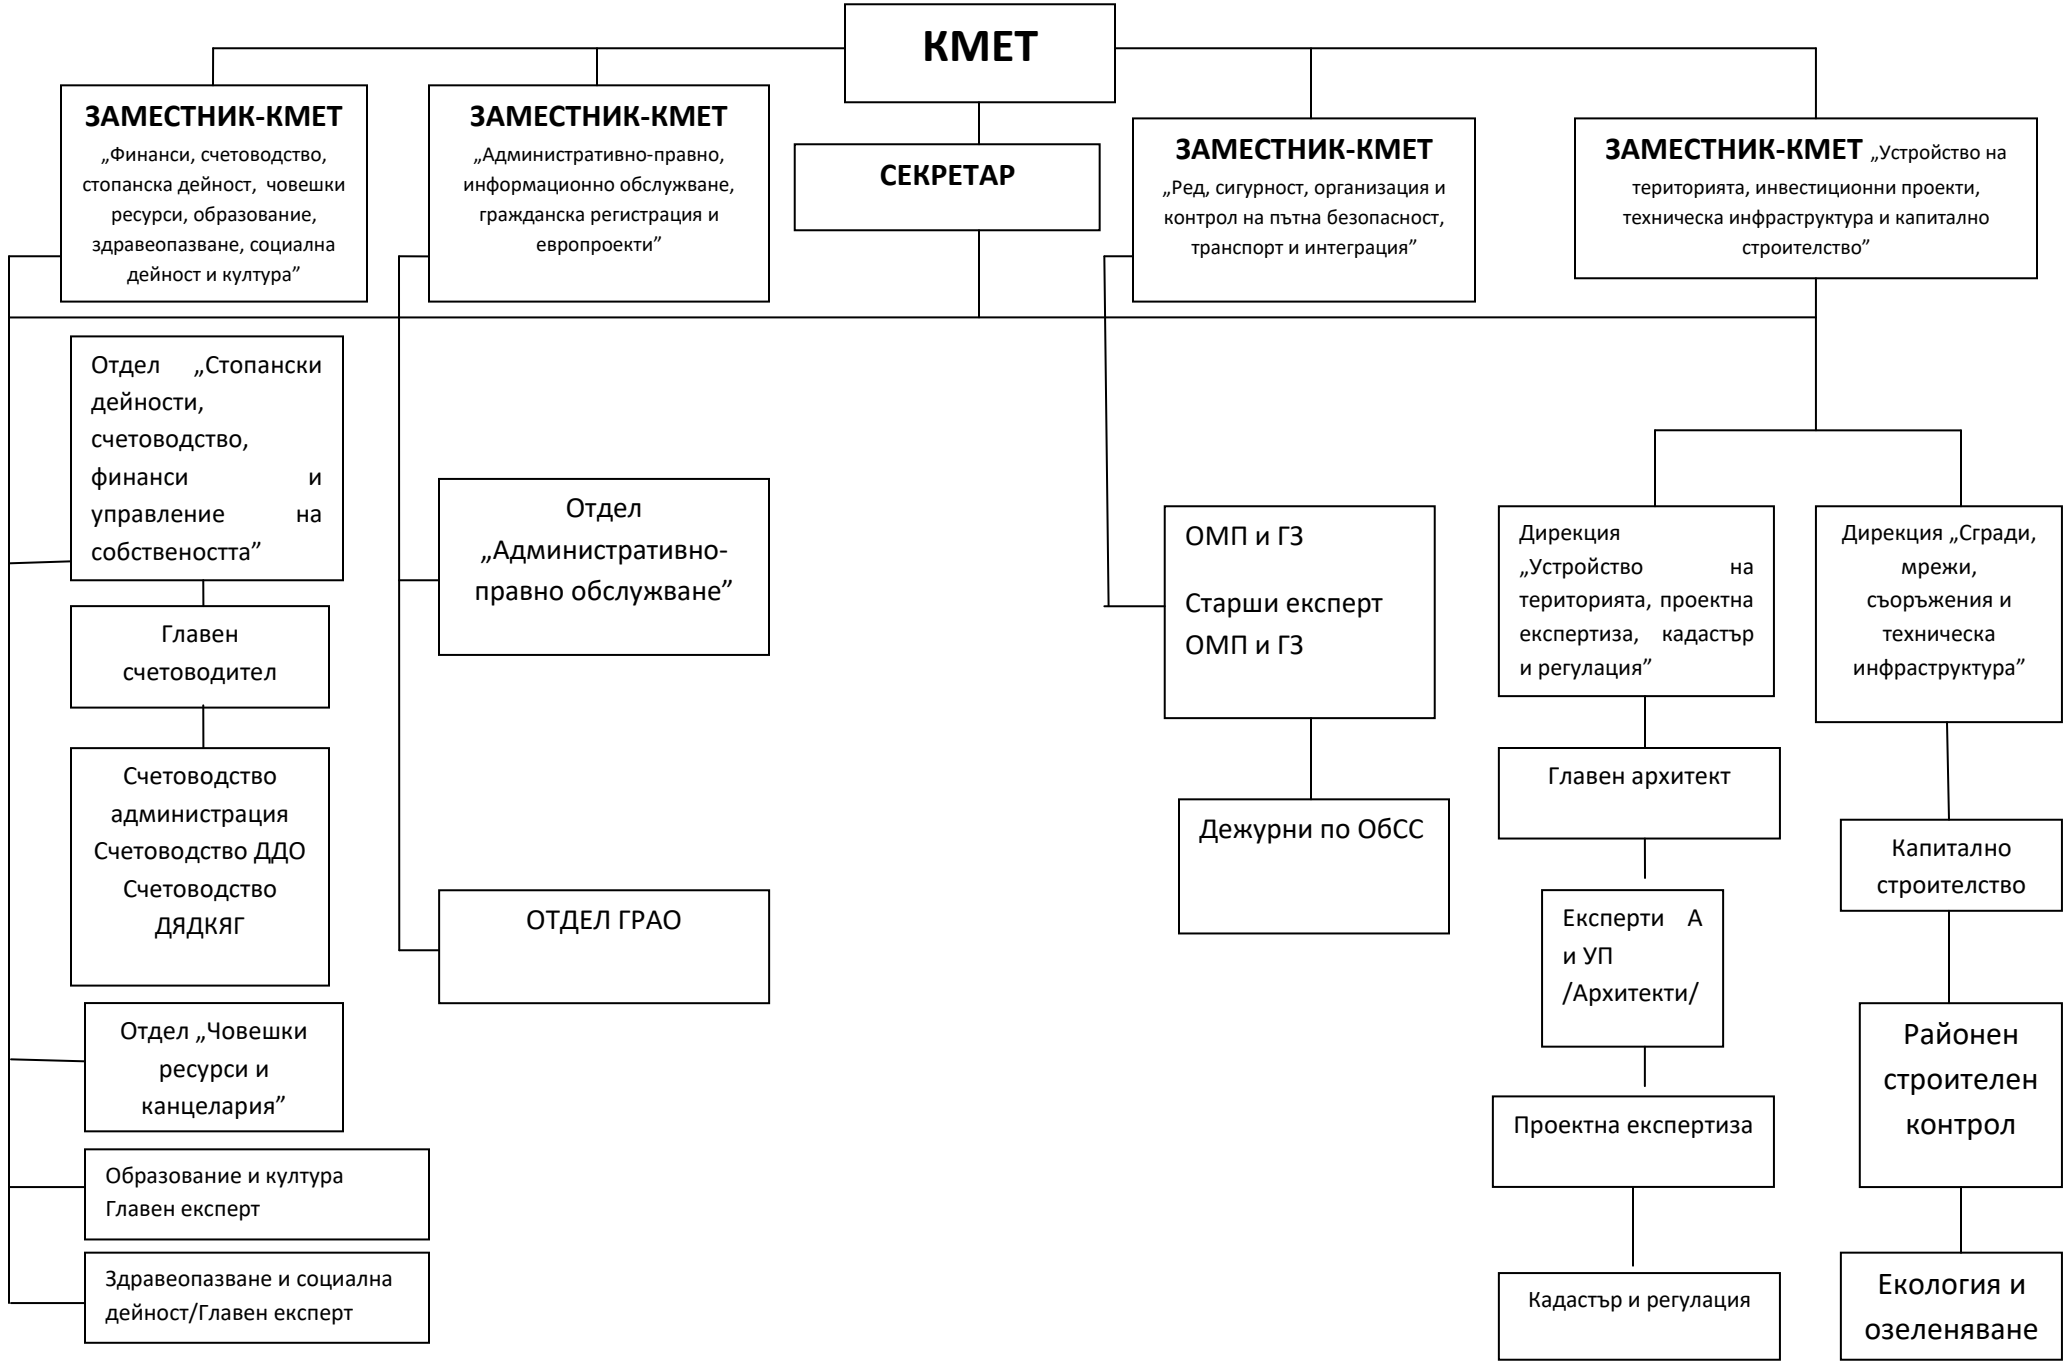 КМЕТ
ЗАМЕСТНИК-КМЕТ
„Финанси, счетоводство,
стопанска дейност, човешки
ресурси, образование,
здравеопазване, социална
дейност и култура”
ЗАМЕСТНИК-КМЕТ
„Административно-правно,
информационно обслужване,
гражданска регистрация и
европроекти”
СЕКРЕТАР
ЗАМЕСТНИК-КМЕТ
„Ред, сигурност, организация и
контрол на пътна безопасност,
транспорт и интеграция”
ЗАМЕСТНИК-КМЕТ „Устройство на
територията, инвестиционни проекти,
техническа инфраструктура и капитално
строителство”
Отдел „Стопански
дейности,
счетоводство,
финанси и
управление на
собствеността”
Главен
счетоводител
Счетоводство
администрация
Счетоводство ДДО
Счетоводство
ДЯДКЯГ
Отдел „Човешки
ресурси и
канцелария”
Образование и култура
Главен експерт
Здравеопазване и социална
дейност/Главен експерт
Отдел
„Административно-
правно обслужване”
ОТДЕЛ ГРАО
ОМП и ГЗ
Старши експерт
ОМП и ГЗ
Дежурни по ОбСС
Дирекция
„Устройство на
територията, проектна
експертиза, кадастър
и регулация”
Главен архитект
Експерти А
и УП
/Архитекти/
Проектна експертиза
Кадастър и регулация
Дирекция „Сгради,
мрежи,
съоръжения и
техническа
инфраструктура”
Капитално
строителство
Районен
строителен
контрол
Екология и
озеленяване